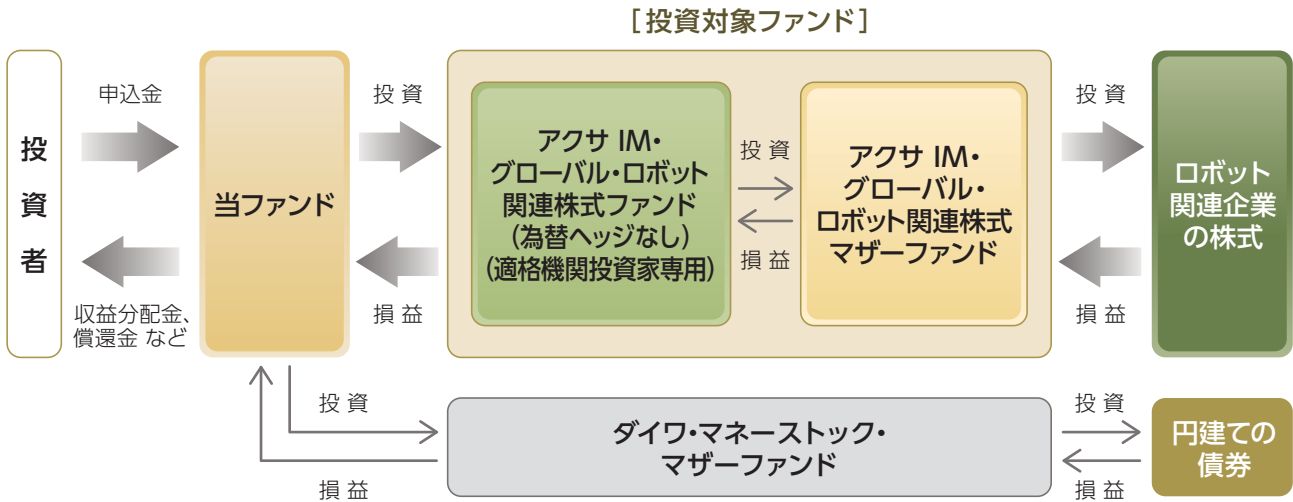 [投資対象ファンド]
投資者
申込金
収益分配金、
償還金 など
当ファンド
投 資
損 益
アクサ IM・
グローバル・ロボット
関連株式ファンド
(為替ヘッジなし)
(適格機関投資家専用)
投 資
損 益
アクサ IM・
グローバル・
ロボット関連株式
マザーファンド
投 資
損 益
ロボット
関連企業
の株式
投 資
損 益
ダイワ・マネーストック・
マザーファンド
投 資
損 益
円建ての
債券